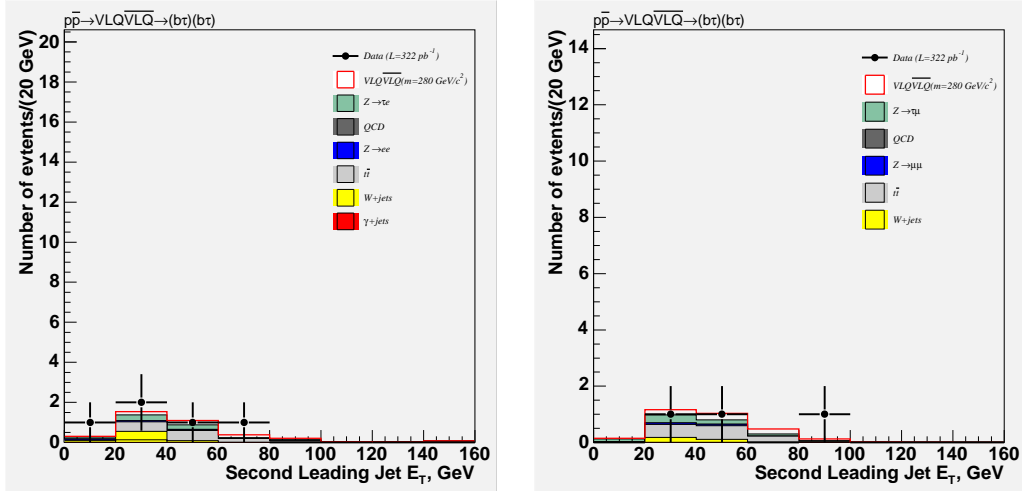 pp̄→VLQV̅L̅Q̅→(bτ)(bτ)
Number of evtents/(20 GeV)
20
18
16
14
12
10
8
6
4
2
0
0 20 40 60 80 100 120 140 160
Second Leading Jet E_T, GeV
Data (L=322 pb⁻¹)
VLQV̅L̅Q̅(m=280 GeV/c²)
Z→τe
QCD
Z→ee
tt̄
W+jets
γ+jets
pp̄→VLQV̅L̅Q̅→(bτ)(bτ)
Number of evtents/(20 GeV)
14
12
10
8
6
4
2
0
0 20 40 60 80 100 120 140 160
Second Leading Jet E_T, GeV
Data (L=322 pb⁻¹)
VLQV̅L̅Q̅(m=280 GeV/c²)
Z→τμ
QCD
Z→μμ
tt̄
W+jets